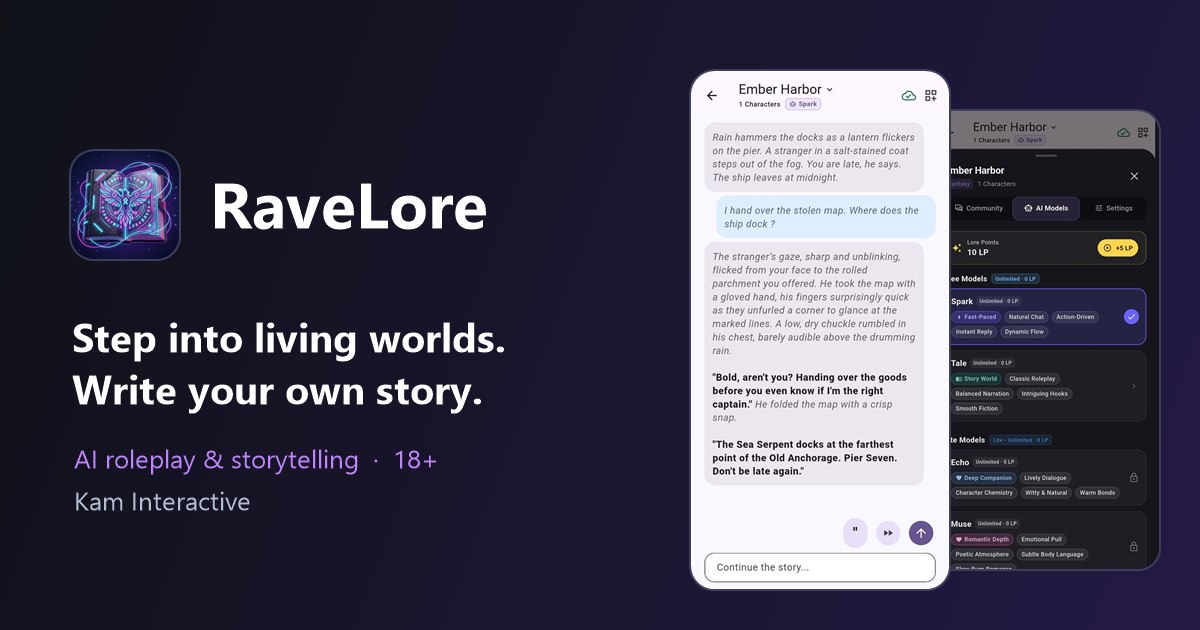 RaveLore
Step into living worlds.
Write your own story.
AI roleplay & storytelling · 18+
Kam Interactive
Ember Harbor
1 Characters Spark
Rain hammers the docks as a lantern flickers
on the pier. A stranger in a salt-stained coat
steps out of the fog. You are late, he says.
The ship leaves at midnight.
I hand over the stolen map. Where does the
ship dock ?
The stranger's gaze, sharp and unblinking,
flicked from your face to the rolled
parchment you offered. He took the map with
a gloved hand, his fingers surprisingly quick
as they unfurled a corner to glance at the
marked lines. A low, dry chuckle rumbled in
his chest, barely audible above the drumming
rain.
"Bold, aren't you? Handing over the goods
before you even know if I'm the right
captain." He folded the map with a crisp
snap.
"The Sea Serpent docks at the farthest
point of the Old Anchorage. Pier Seven.
Don't be late again."
"
Continue the story...
Ember Harbor
1 Characters Spark
mber Harbor
antasy 1 Characters
Community AI Models Settings
Lore Points
10 LP
+5 LP
ee Models Unlimited · 0 LP
Spark Unlimited · 0 LP
Fast-Paced Natural Chat Action-Driven
Instant Reply Dynamic Flow
Tale Unlimited · 0 LP
Story World Classic Roleplay
Balanced Narration Intriguing Hooks
Smooth Fiction
te Models Lite · Unlimited · 0 LP
Echo Unlimited · 0 LP
Deep Companion Lively Dialogue
Character Chemistry Witty & Natural Warm Bonds
Muse Unlimited · 0 LP
Romantic Depth Emotional Pull
Poetic Atmosphere Subtle Body Language